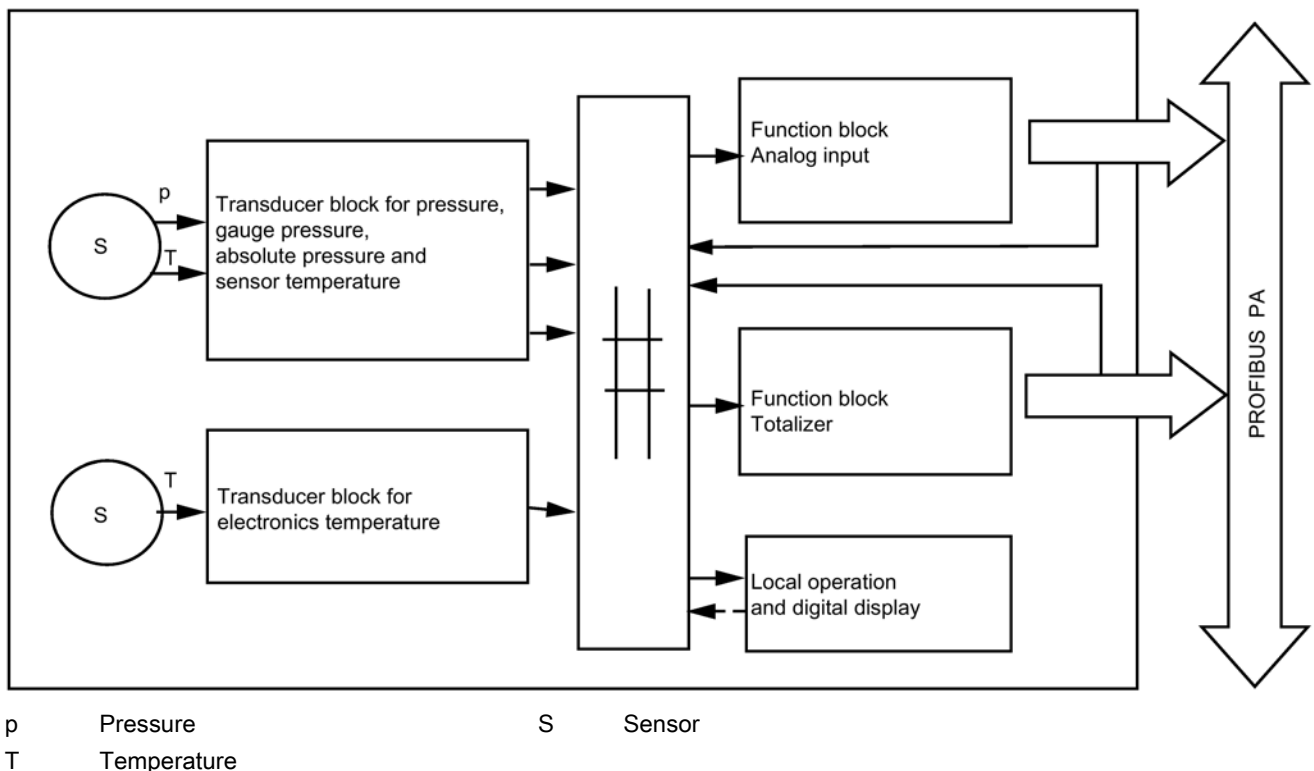 Function block
Analog input
p
S
T
Transducer block for pressure,
gauge pressure,
absolute pressure and
sensor temperature
Function block
Totalizer
PROFIBUS PA
T
S
Transducer block for
electronics temperature
Local operation
and digital display
p Pressure S Sensor
T Temperature